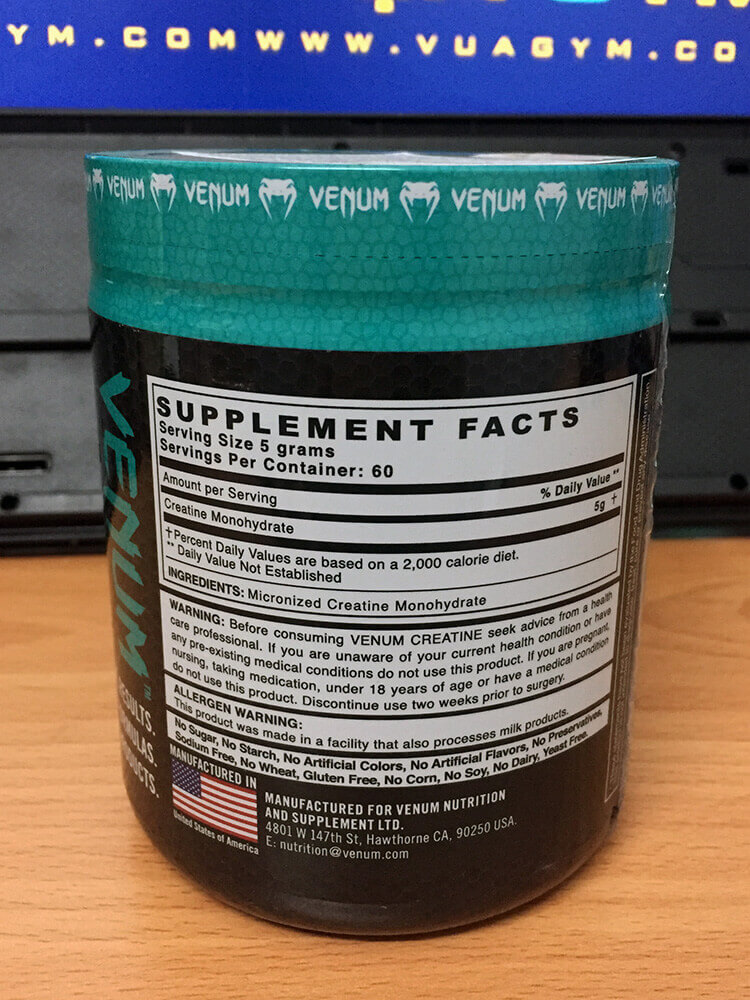 YM.COMWWW.VUAGYM.CO
VENUM VENUM VENUM VENUM VENUM
VENUM™
SUPPLEMENT FACTS
Serving Size 5 grams
Servings Per Container: 60
Amount per Serving % Daily Value**
Creatine Monohydrate 5g †
†Percent Daily Values are based on a 2,000 calorie diet.
** Daily Value Not Established
INGREDIENTS: Micronized Creatine Monohydrate
WARNING: Before consuming VENUM CREATINE seek advice from a health
care professional. If you are unaware of your current health condition or have
any pre-existing medical conditions do not use this product. If you are pregnant,
nursing, taking medication, under 18 years of age or have a medical condition
do not use this product. Discontinue use two weeks prior to surgery.
ALLERGEN WARNING:
This product was made in a facility that also processes milk products.
No Sugar, No Starch, No Artificial Colors, No Artificial Flavors, No Preservatives,
Sodium Free, No Wheat, Gluten Free, No Corn, No Soy, No Dairy, Yeast Free.
RESULTS.
MANUFACTURED IN
United States of America
MANUFACTURED FOR VENUM NUTRITION
AND SUPPLEMENT LTD.
4801 W 147th St, Hawthorne CA, 90250 USA.
E: nutrition@venum.com
Food and Drug Administration